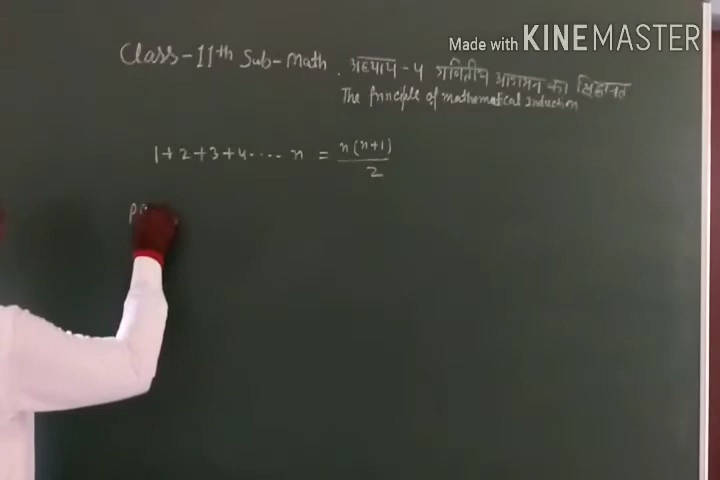 Made with KINEMASTER
Class-11th Sub-Math. अध्याय-4 गणितीय आगमन का सिद्धान्त
The Principle of mathematical induction
1+2+3+4.... n = n(n+1)/2